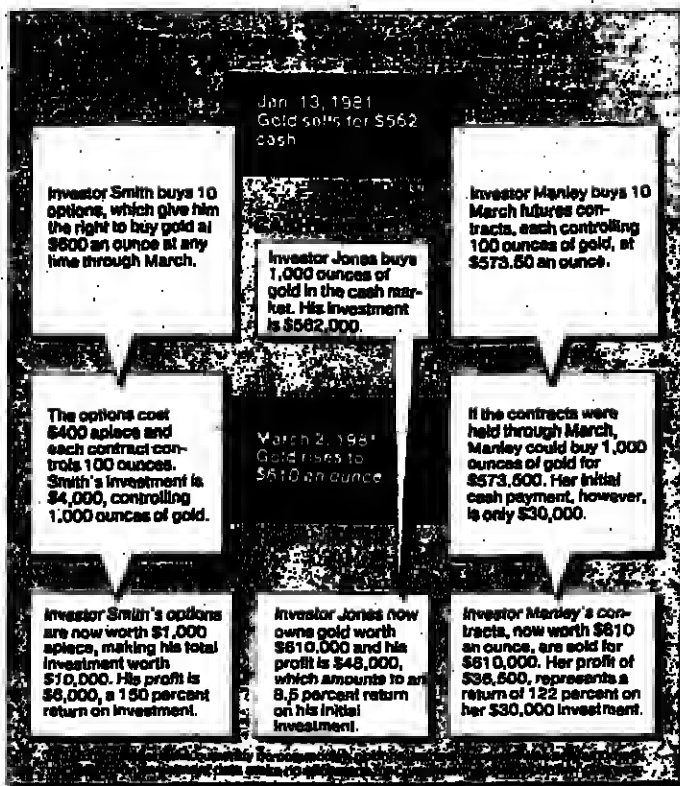 Jan. 13, 1981
Gold sells for $562
cash
Investor Smith buys 10
options, which give him
the right to buy gold at
$600 an ounce at any
time through March.
Investor Jones buys
1,000 ounces of
gold in the cash mar-
ket. His investment
is $562,000.
Investor Manley buys 10
March futures con-
tracts, each controlling
100 ounces of gold, at
$573.50 an ounce.
The options cost
$400 apiece and
each contract con-
trols 100 ounces.
Smith's investment is
$4,000, controlling
1,000 ounces of gold.
March 2, 1981
Gold rises to
$610 an ounce
If the contracts were
held through March,
Manley could buy 1,000
ounces of gold for
$573,500. Her initial
cash payment, however,
is only $30,000.
Investor Smith's options
are now worth $1,000
apiece, making his total
investment worth
$10,000. His profit is
$6,000, a 150 percent
return on investment.
Investor Jones now
owns gold worth
$610,000 and his
profit is $48,000,
which amounts to an
8.5 percent return
on his initial
investment.
Investor Manley's con-
tracts, now worth $610
an ounce, are sold for
$610,000. Her profit of
$36,500, represents a
return of 122 percent on
her $30,000 investment.